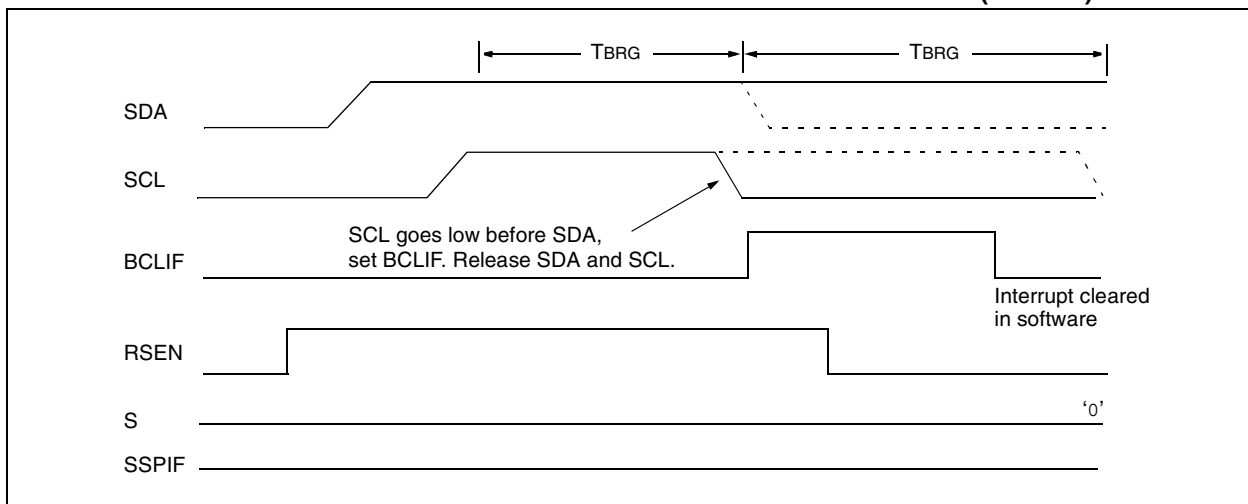 TBRG TBRG
SDA
SCL
SCL goes low before SDA,
set BCLIF. Release SDA and SCL.
BCLIF
Interrupt cleared
in software
RSEN
S '0'
SSPIF